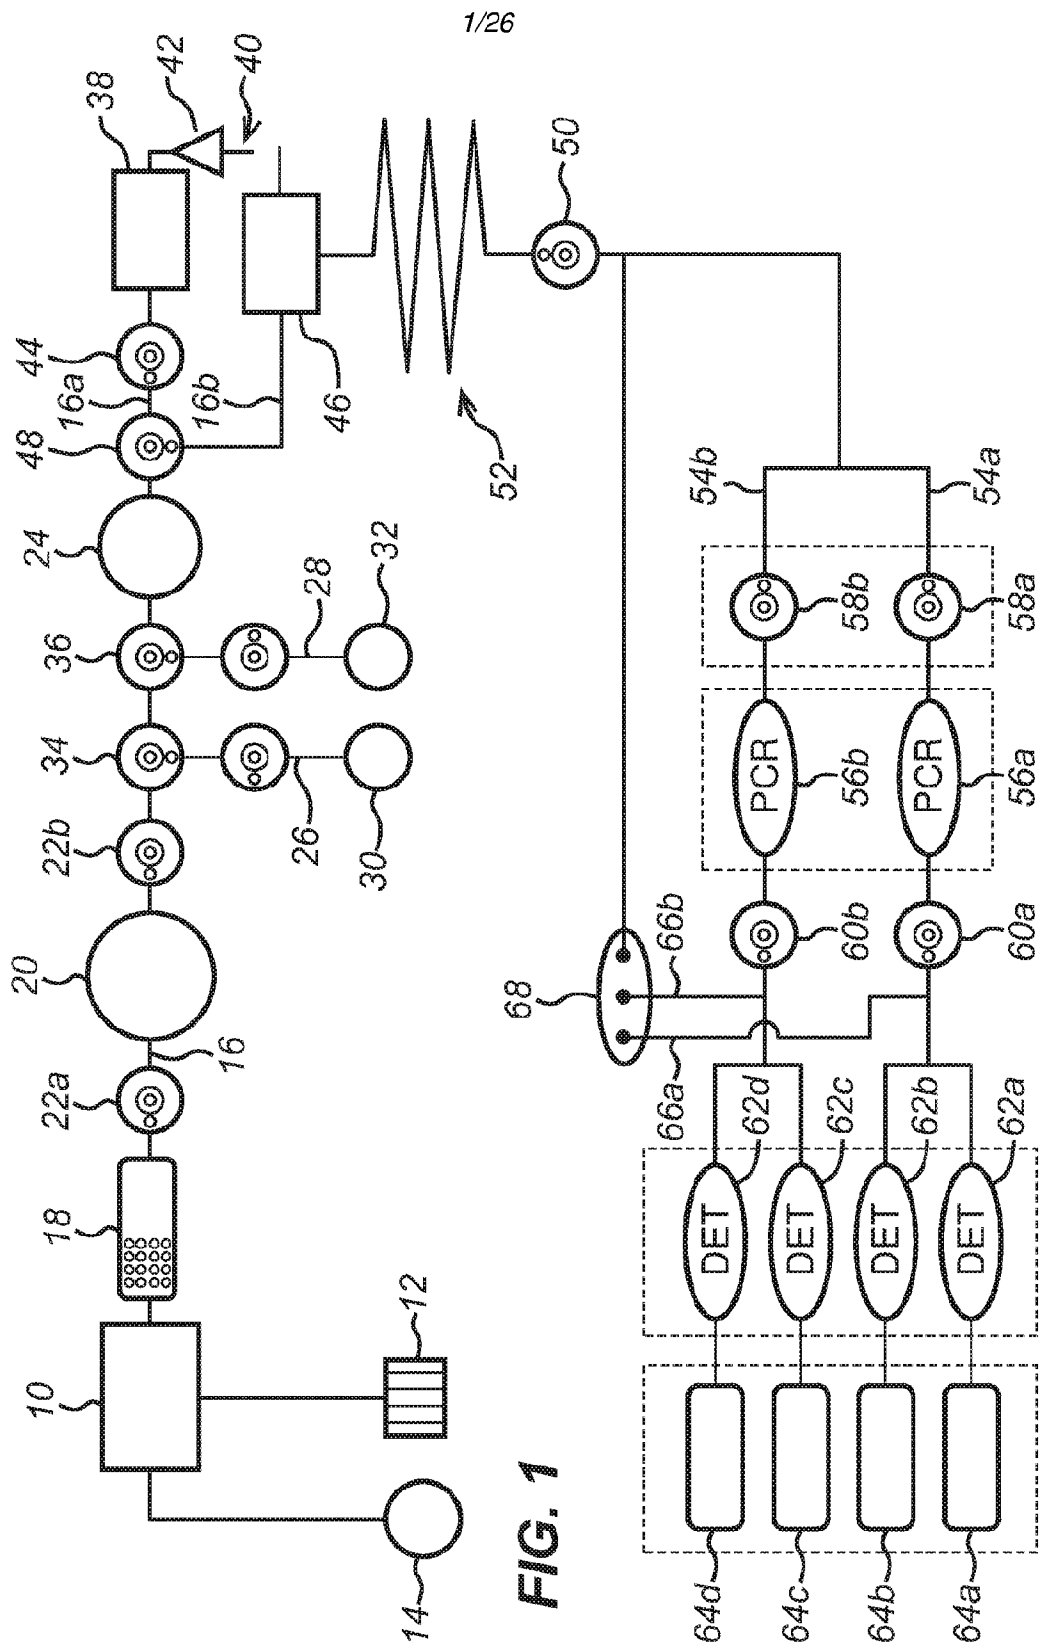 1/26
38
42
40
44
16a
48
16b
46
24
36
28
32
34
26
30
22b
20
16
22a
18
10
12
14
52
50
54b
54a
58b
58a
PCR
56b
PCR
56a
60b
60a
68
66b
66a
62d
62c
62b
62a
DET
DET
DET
DET
64d
64c
64b
64a
FIG. 1